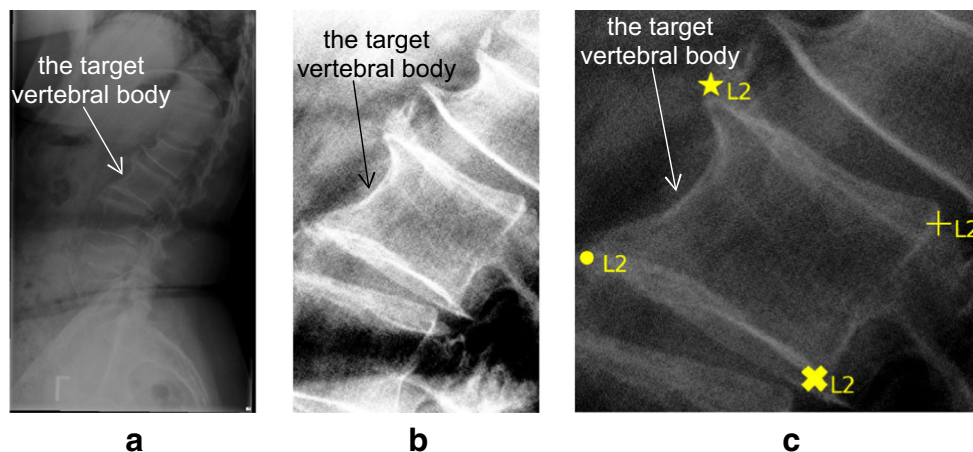 the target
vertebral body
the target
vertebral body
the target
vertebral body
L2
L2
L2
L2
Γ
a
b
c